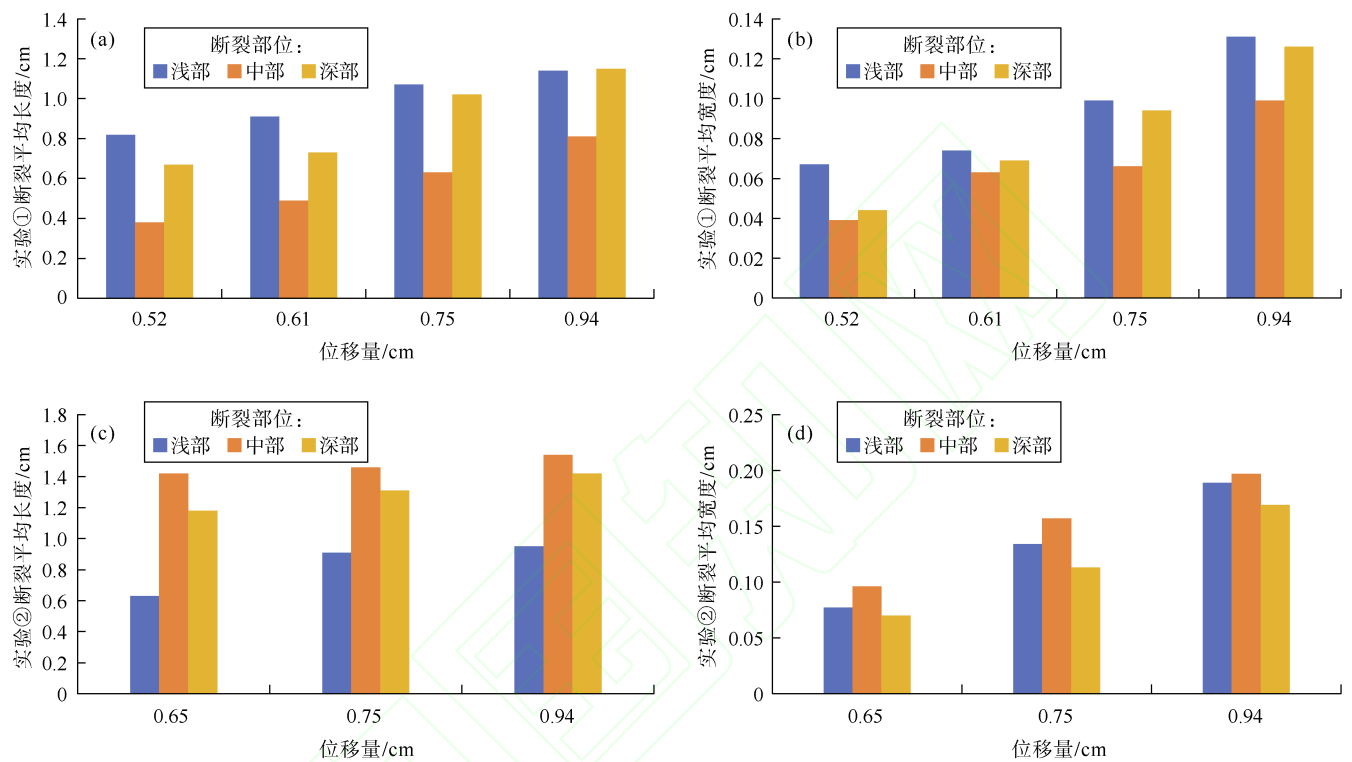 (a)
断裂部位：
浅部 中部 深部
实验①断裂平均长度/cm
1.4
1.2
1.0
0.8
0.6
0.4
0.2
0
0.52 0.61 0.75 0.94
位移量/cm
(b)
断裂部位：
浅部 中部 深部
实验①断裂平均宽度/cm
0.14
0.12
0.10
0.08
0.06
0.04
0.02
0
0.52 0.61 0.75 0.94
位移量/cm
(c)
断裂部位：
浅部 中部 深部
实验②断裂平均长度/cm
1.8
1.6
1.4
1.2
1.0
0.8
0.6
0.4
0.2
0
0.65 0.75 0.94
位移量/cm
(d)
断裂部位：
浅部 中部 深部
实验②断裂平均宽度/cm
0.25
0.20
0.15
0.10
0.05
0
0.65 0.75 0.94
位移量/cm